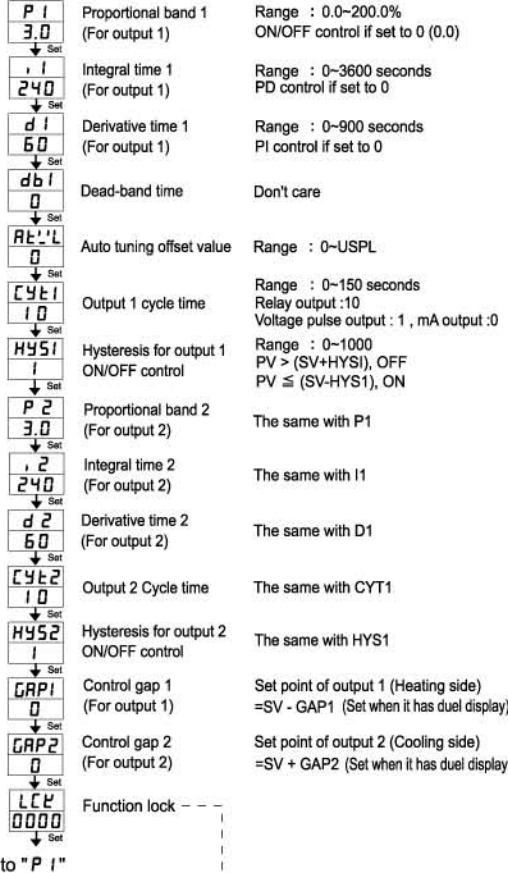 P1 Proportional band 1 Range : 0.0~200.0%
3.0 (For output 1) ON/OFF control if set to 0 (0.0)
Set
i1 Integral time 1 Range : 0~3600 seconds
240 (For output 1) PD control if set to 0
Set
d1 Derivative time 1 Range : 0~900 seconds
60 (For output 1) PI control if set to 0
Set
db1 Dead-band time Don't care
0
Set
AtVL Auto tuning offset value Range : 0~USPL
0
Set
CYt1 Output 1 cycle time Range : 0~150 seconds
10 Relay output :10
Set Voltage pulse output : 1 , mA output :0
HYS1 Hysteresis for output 1 Range : 0~1000
1 ON/OFF control PV > (SV+HYSI), OFF
Set PV ≦ (SV-HYS1), ON
P2 Proportional band 2 The same with P1
3.0 (For output 2)
Set
i2 Integral time 2 The same with I1
240 (For output 2)
Set
d2 Derivative time 2 The same with D1
60 (For output 2)
Set
CYt2 Output 2 Cycle time The same with CYT1
10
Set
HYS2 Hysteresis for output 2 The same with HYS1
1 ON/OFF control
Set
GAP1 Control gap 1 Set point of output 1 (Heating side)
0 (For output 1) =SV - GAP1 (Set when it has duel display)
Set
GAP2 Control gap 2 Set point of output 2 (Cooling side)
0 (For output 2) =SV + GAP2 (Set when it has duel display
Set
LCK Function lock
0000
Set
to "P1"